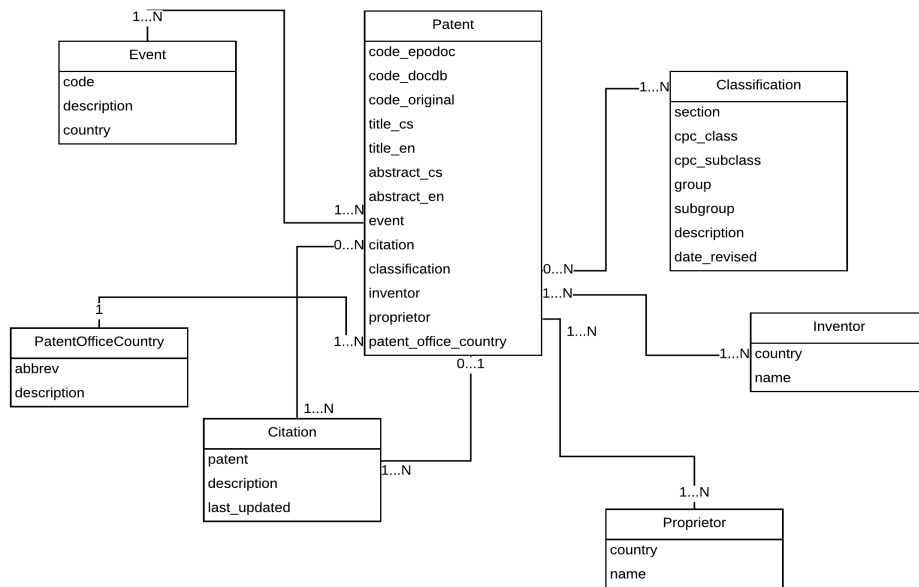 1...N
Event
code
description
country
Patent
code_epodoc
code_docdb
code_original
title_cs
title_en
abstract_cs
abstract_en
event
citation
classification
inventor
proprietor
patent_office_country
1...N
0...N
1...N
0...1
0...N
1...N
1...N
1...N
Classification
section
cpc_class
cpc_subclass
group
subgroup
description
date_revised
1...N
Inventor
country
name
1
PatentOfficeCountry
abbrev
description
1...N
Citation
patent
description
last_updated
1...N
1...N
Proprietor
country
name